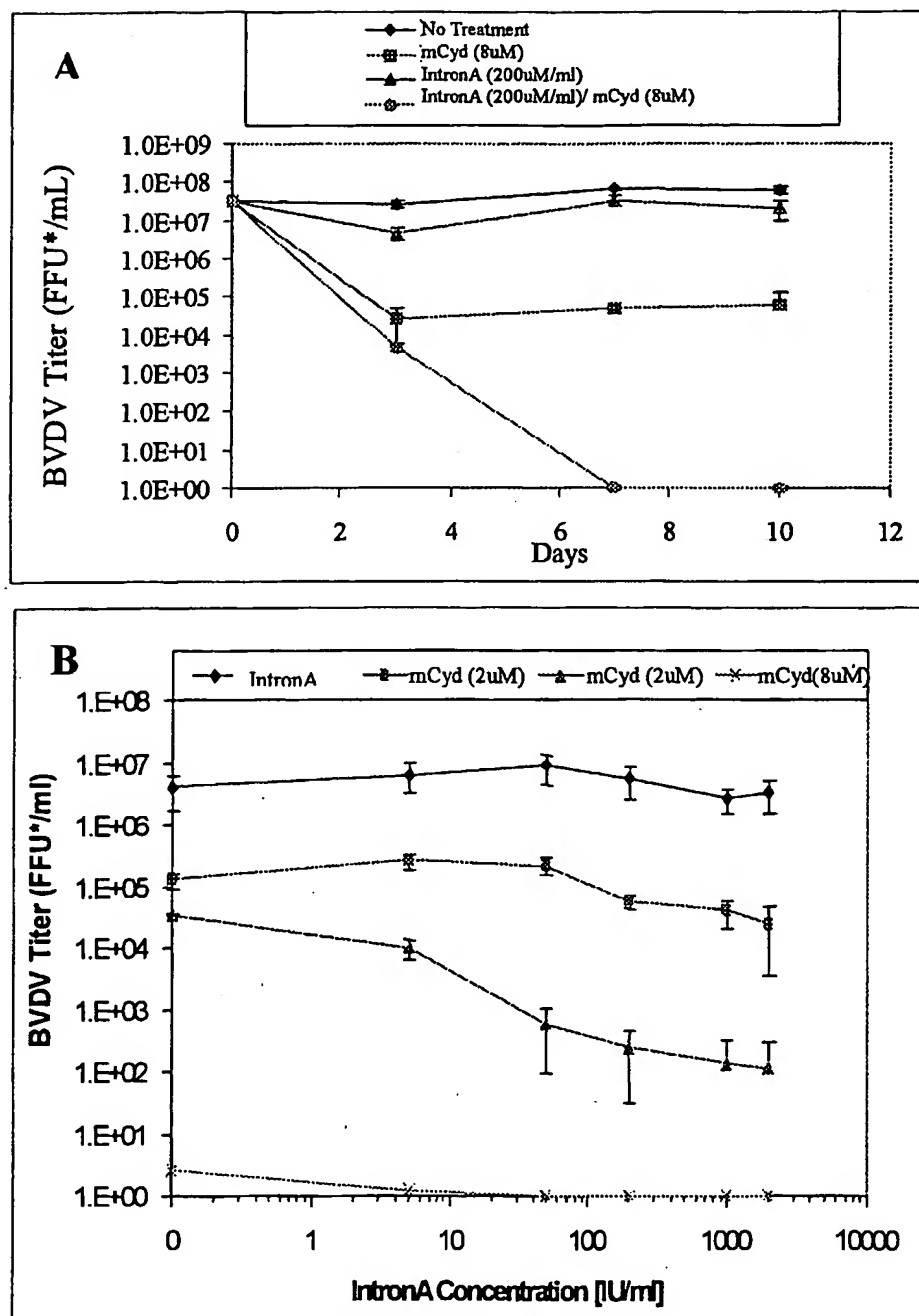 A
No Treatment
mCyd (8uM)
IntronA (200uM/ml)
IntronA (200uM/ml)/ mCyd (8uM)
BVDV Titer (FFU*/mL)
1.0E+09
1.0E+08
1.0E+07
1.0E+06
1.0E+05
1.0E+04
1.0E+03
1.0E+02
1.0E+01
1.0E+00
0 2 4 6 8 10 12
Days
B
IntronA mCyd (2uM) mCyd (2uM) mCyd(8uM)
BVDV Titer (FFU*/ml)
1.E+08
1.E+07
1.E+06
1.E+05
1.E+04
1.E+03
1.E+02
1.E+01
1.E+00
0 1 10 100 1000 10000
IntronA Concentration [IU/ml]